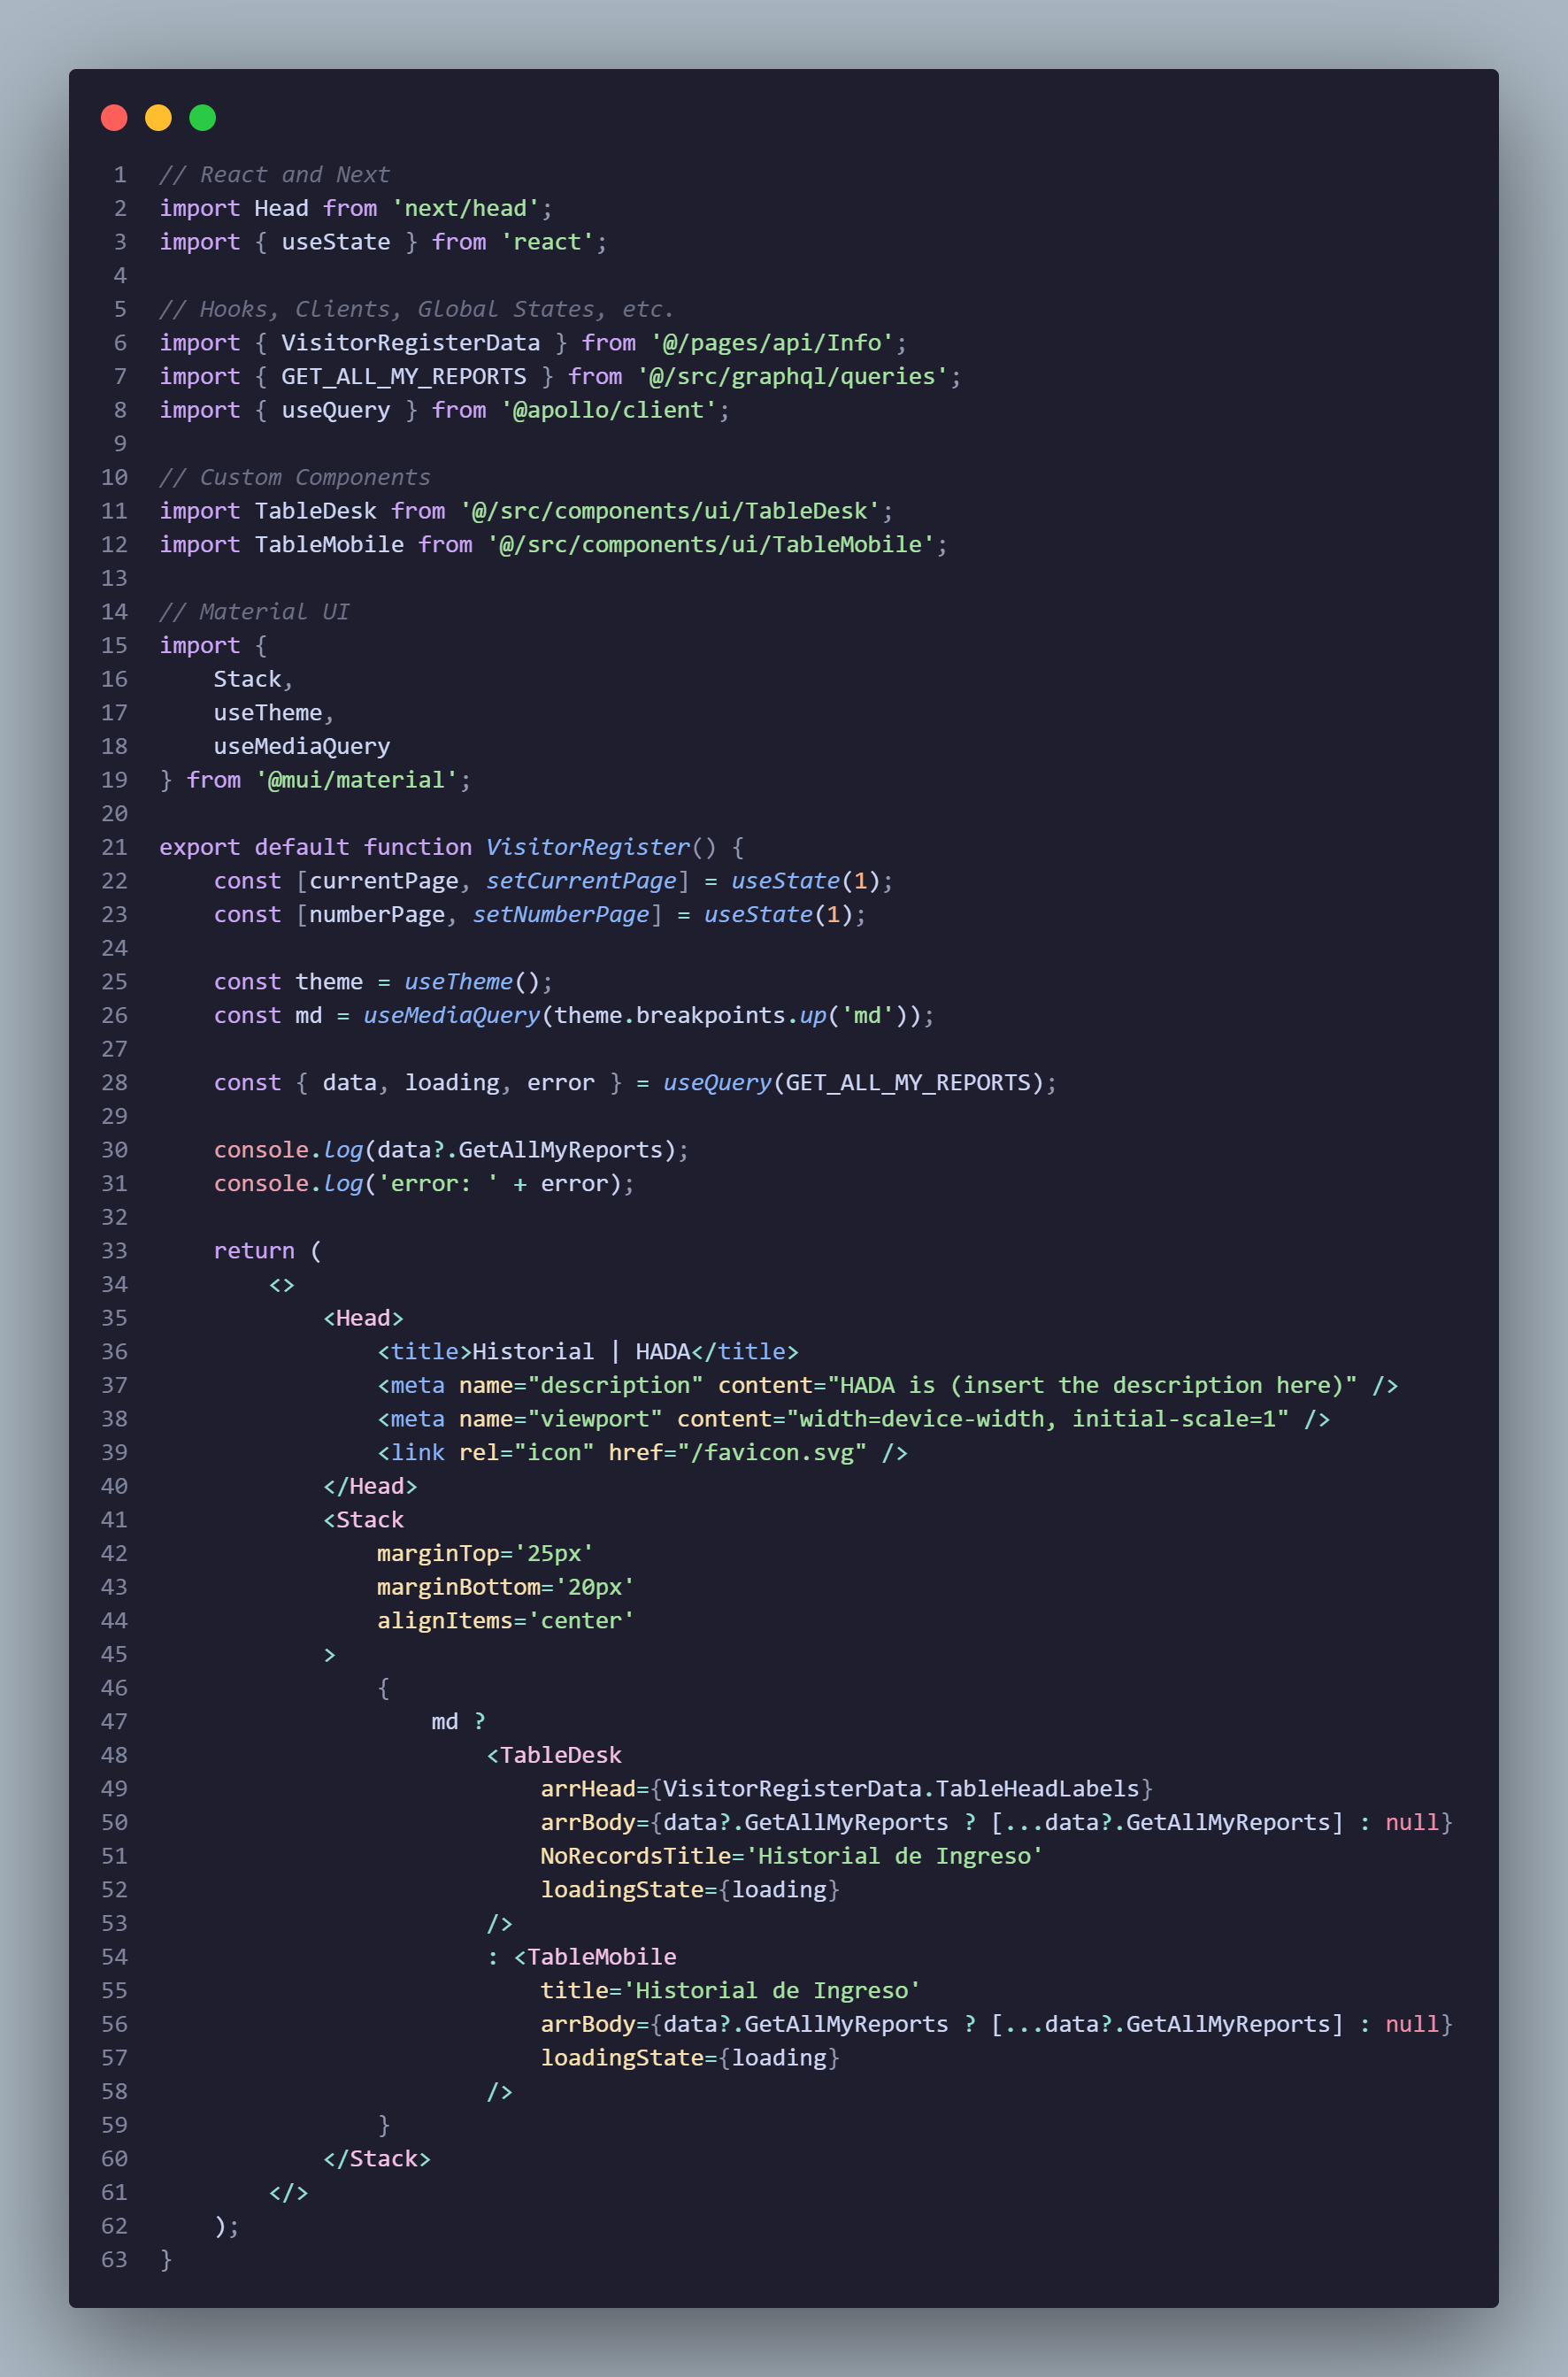 1 // React and Next
2 import Head from 'next/head';
3 import { useState } from 'react';
4
5 // Hooks, Clients, Global States, etc.
6 import { VisitorRegisterData } from '@/pages/api/Info';
7 import { GET_ALL_MY_REPORTS } from '@/src/graphql/queries';
8 import { useQuery } from '@apollo/client';
9
10 // Custom Components
11 import TableDesk from '@/src/components/ui/TableDesk';
12 import TableMobile from '@/src/components/ui/TableMobile';
13
14 // Material UI
15 import {
16     Stack,
17     useTheme,
18     useMediaQuery
19 } from '@mui/material';
20
21 export default function VisitorRegister() {
22     const [currentPage, setCurrentPage] = useState(1);
23     const [numberPage, setNumberPage] = useState(1);
24
25     const theme = useTheme();
26     const md = useMediaQuery(theme.breakpoints.up('md'));
27
28     const { data, loading, error } = useQuery(GET_ALL_MY_REPORTS);
29
30     console.log(data?.GetAllMyReports);
31     console.log('error: ' + error);
32
33     return (
34         <>
35             <Head>
36                 <title>Historial | HADA</title>
37                 <meta name="description" content="HADA is (insert the description here)" />
38                 <meta name="viewport" content="width=device-width, initial-scale=1" />
39                 <link rel="icon" href="/favicon.svg" />
40             </Head>
41             <Stack
42                 marginTop='25px'
43                 marginBottom='20px'
44                 alignItems='center'
45             >
46                 {
47                     md ?
48                         <TableDesk
49                             arrHead={VisitorRegisterData.TableHeadLabels}
50                             arrBody={data?.GetAllMyReports ? [...data?.GetAllMyReports] : null}
51                             NoRecordsTitle='Historial de Ingreso'
52                             loadingState={loading}
53                         />
54                         : <TableMobile
55                             title='Historial de Ingreso'
56                             arrBody={data?.GetAllMyReports ? [...data?.GetAllMyReports] : null}
57                             loadingState={loading}
58                         />
59                 }
60             </Stack>
61         </>
62     );
63 }